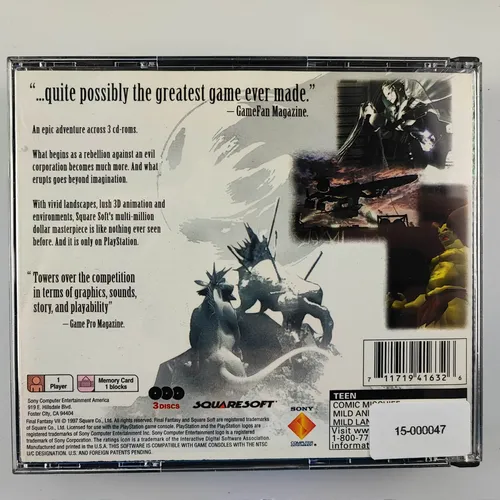 “...quite possibly the greatest game ever made.”
— GameFan Magazine.
An epic adventure across 3 cd-roms.
What begins as a rebellion against an evil
corporation becomes much more. And what
erupts goes beyond imagination.
With vivid landscapes, lush 3D animation and
environments, Square Soft's multi-million
dollar masterpiece is like nothing ever seen
before. And it is only on PlayStation.
“Towers over the competition
in terms of graphics, sounds,
story, and playability”
— Game Pro Magazine.
1
Player
Memory Card
1 blocks
3 DISCS
SQUARESOFT
SONY
COMPUTER
Sony Computer Entertainment America
919 E. Hillsdale Blvd.
Foster City, CA 94404
Final Fantasy VII © 1997 Square Co., Ltd. All rights reserved. Final Fantasy and Square Soft are registered trademarks
of Square Co., Ltd. Licensed for use with the PlayStation game console. PlayStation and the PlayStation logos are
registered trademarks of Sony Computer Entertainment Inc. Sony Computer Entertainment logo is a registered
trademark of Sony Corporation. The ratings icon is a trademark of the Interactive Digital Software Association.
Manufactured and printed in the U.S.A. THIS SOFTWARE IS COMPATIBLE WITH GAME CONSOLES WITH THE NTSC
U/C DESIGNATION. U.S. AND FOREIGN PATENTS PENDING.
7 11719 41632 6
TEEN
COMIC
MILD
MILD
1-800-77
15-000047